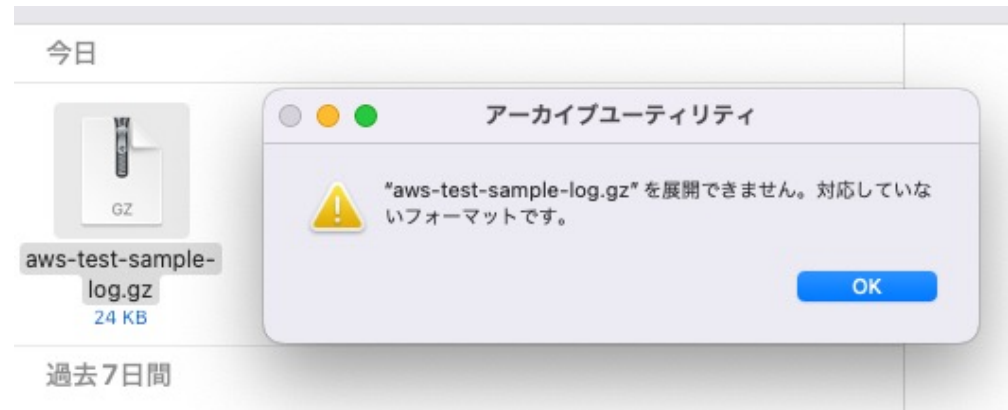 今日
アーカイブユーティリティ
"aws-test-sample-log.gz" を展開できません。対応していな
いフォーマットです。
GZ
aws-test-sample-
log.gz
24 KB
OK
過去7日間